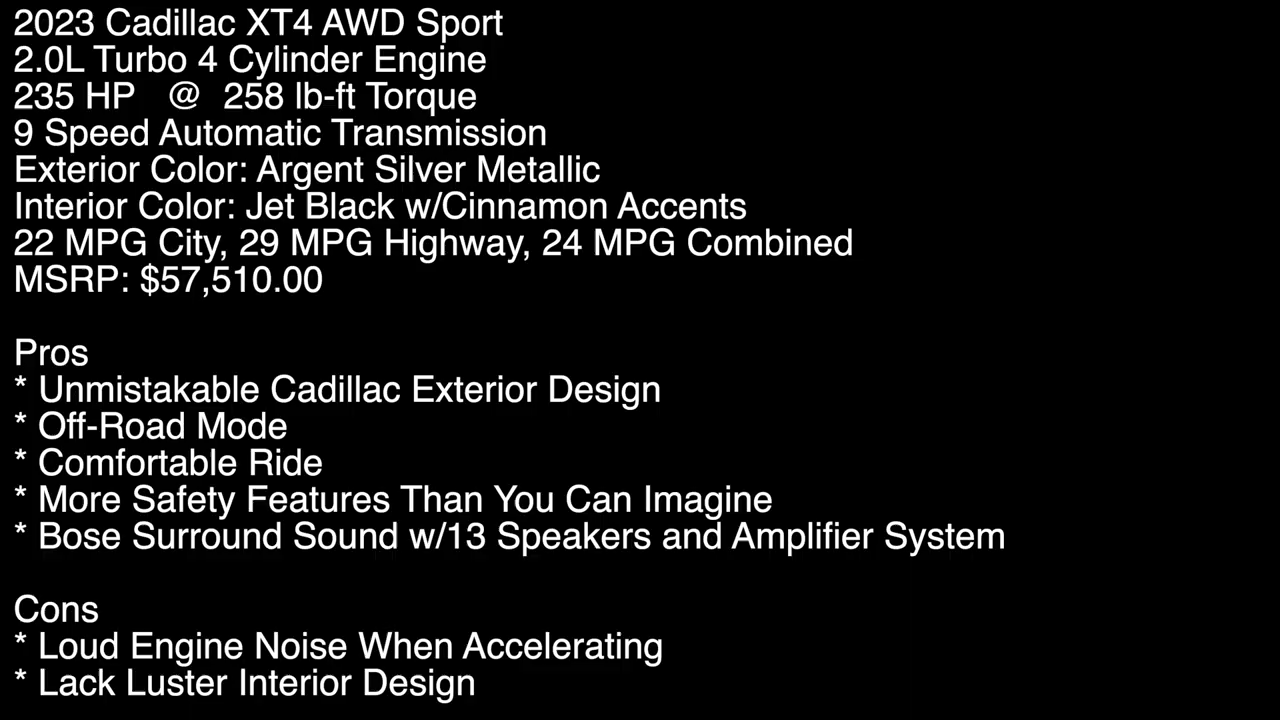 2023 Cadillac XT4 AWD Sport
2.0L Turbo 4 Cylinder Engine
235 HP   @  258 lb-ft Torque
9 Speed Automatic Transmission
Exterior Color: Argent Silver Metallic
Interior Color: Jet Black w/Cinnamon Accents
22 MPG City, 29 MPG Highway, 24 MPG Combined
MSRP: $57,510.00
Pros
* Unmistakable Cadillac Exterior Design
* Off-Road Mode
* Comfortable Ride
* More Safety Features Than You Can Imagine
* Bose Surround Sound w/13 Speakers and Amplifier System
Cons
* Loud Engine Noise When Accelerating
* Lack Luster Interior Design